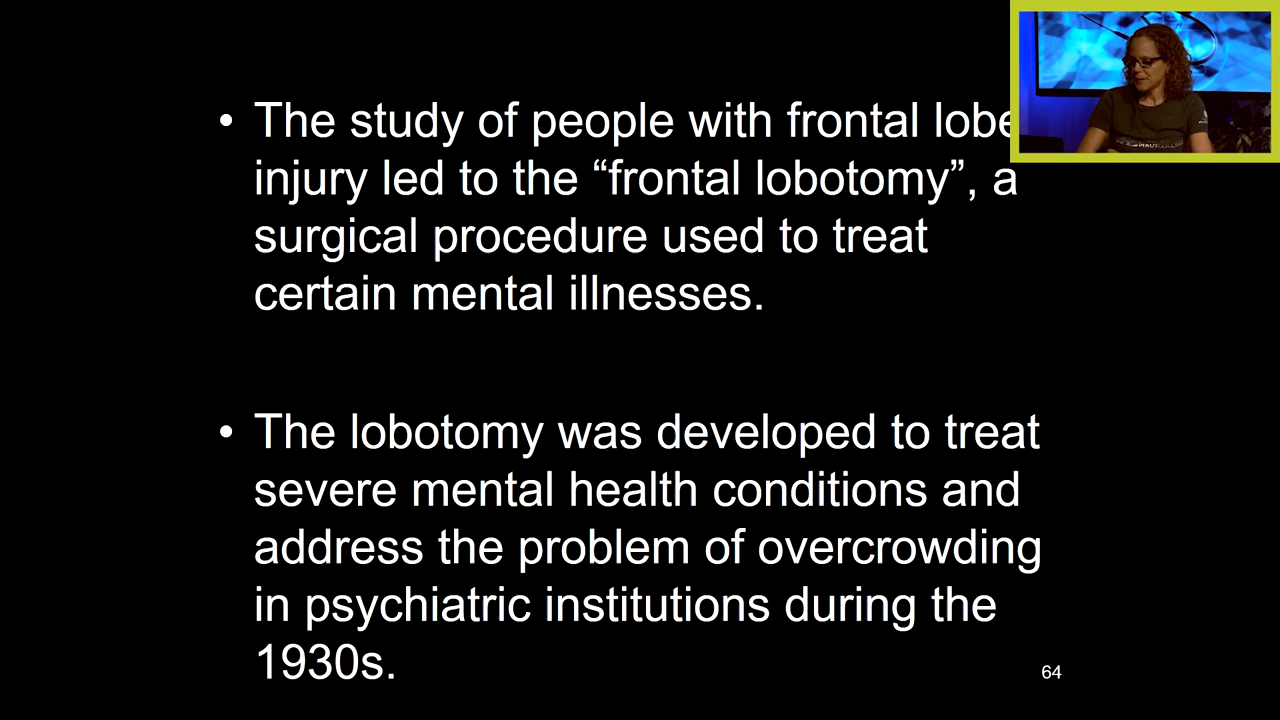 • The study of people with frontal lobe
injury led to the “frontal lobotomy”, a
surgical procedure used to treat
certain mental illnesses.
• The lobotomy was developed to treat
severe mental health conditions and
address the problem of overcrowding
in psychiatric institutions during the
1930s.
64